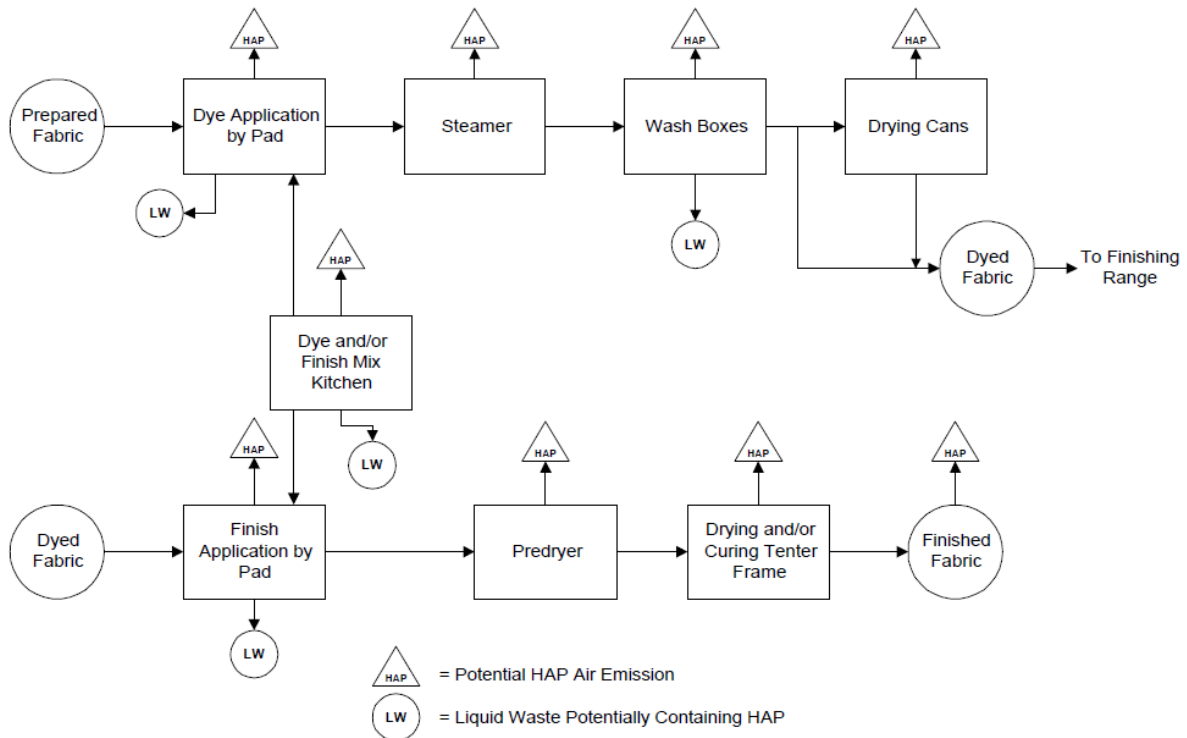 HAP
HAP
HAP
HAP
Prepared
Fabric
Dye Application
by Pad
Steamer
Wash Boxes
Drying Cans
LW
LW
HAP
Dyed
Fabric
To Finishing
Range
Dye and/or
Finish Mix
Kitchen
HAP
LW
HAP
HAP
HAP
Dyed
Fabric
Finish
Application by
Pad
Predryer
Drying and/or
Curing Tenter
Frame
Finished
Fabric
LW
HAP
= Potential HAP Air Emission
LW
= Liquid Waste Potentially Containing HAP